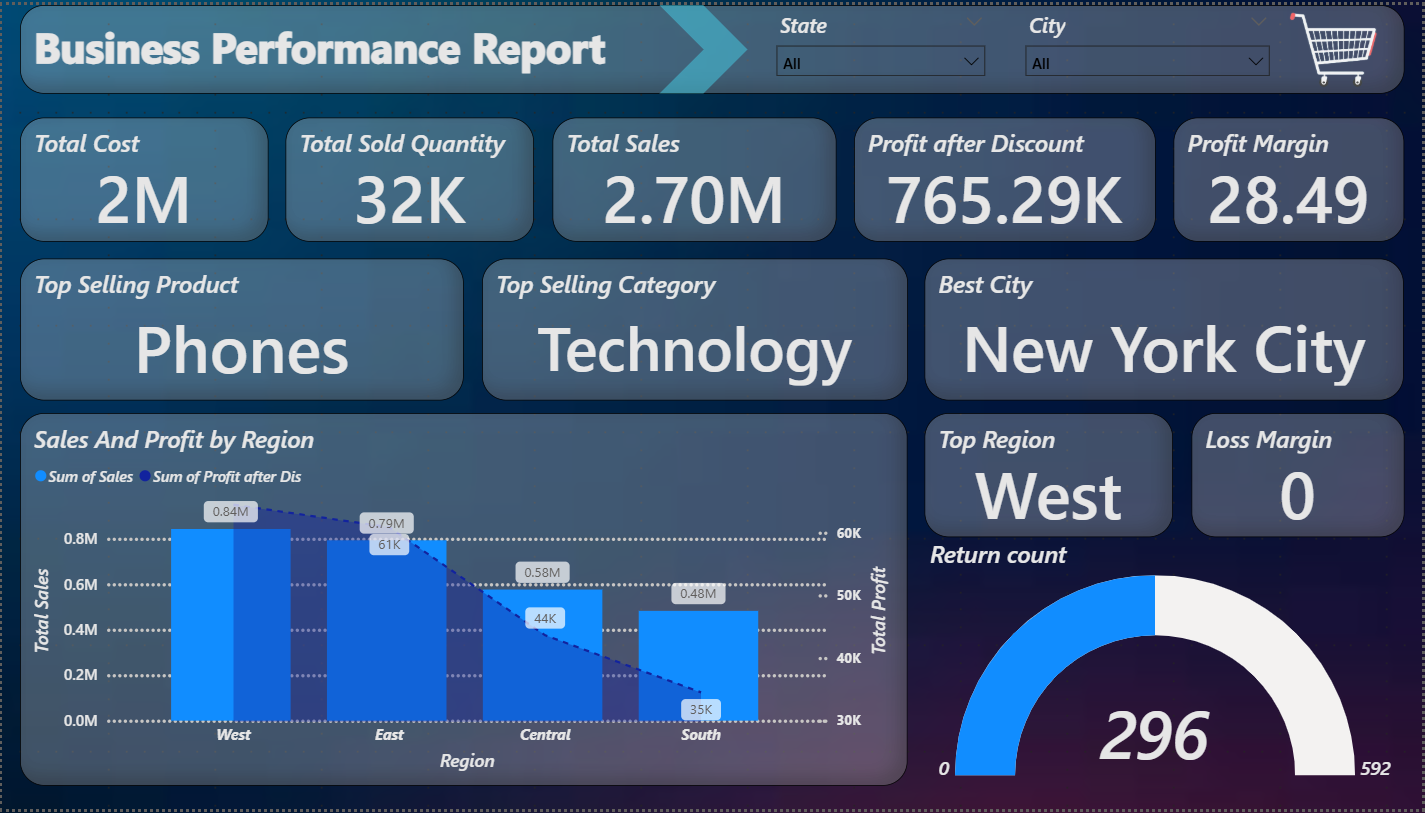 Business Performance Report
State
City
All
All
Total Cost
2M
Total Sold Quantity
32K
Total Sales
2.70M
Profit after Discount
765.29K
Profit Margin
28.49
Top Selling Product
Phones
Top Selling Category
Technology
Best City
New York City
Sales And Profit by Region
Sum of Sales
Sum of Profit after Dis
Total Sales
0.8M
0.6M
0.4M
0.2M
0.0M
0.84M
0.79M
61K
0.58M
44K
0.48M
35K
60K
50K
40K
30K
Total Profit
West
East
Central
South
Region
Top Region
West
Loss Margin
0
Return count
296
0
592